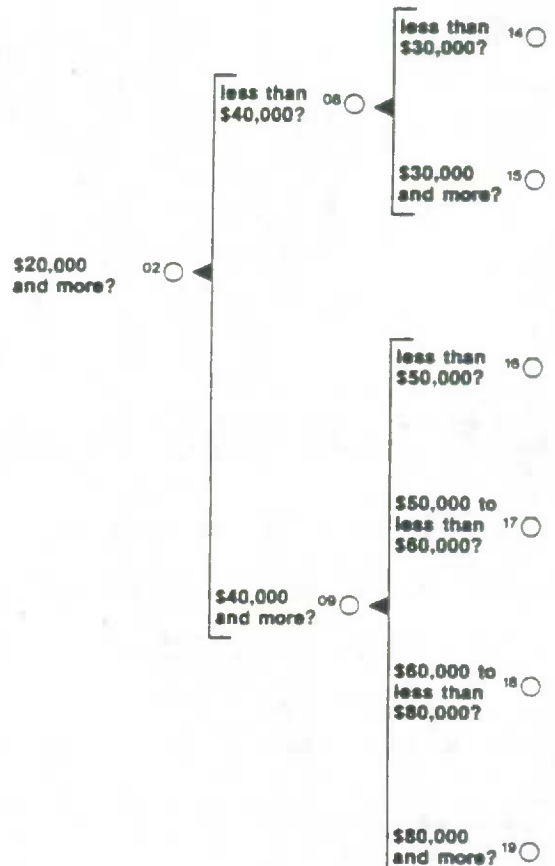 $20,000
and more? 02
less than
$40,000? 08
less than
$30,000? 14
$30,000
and more? 15
$40,000
and more? 09
less than
$50,000? 16
$50,000 to
less than
$60,000? 17
$60,000 to
less than
$80,000? 18
$80,000
and more? 19